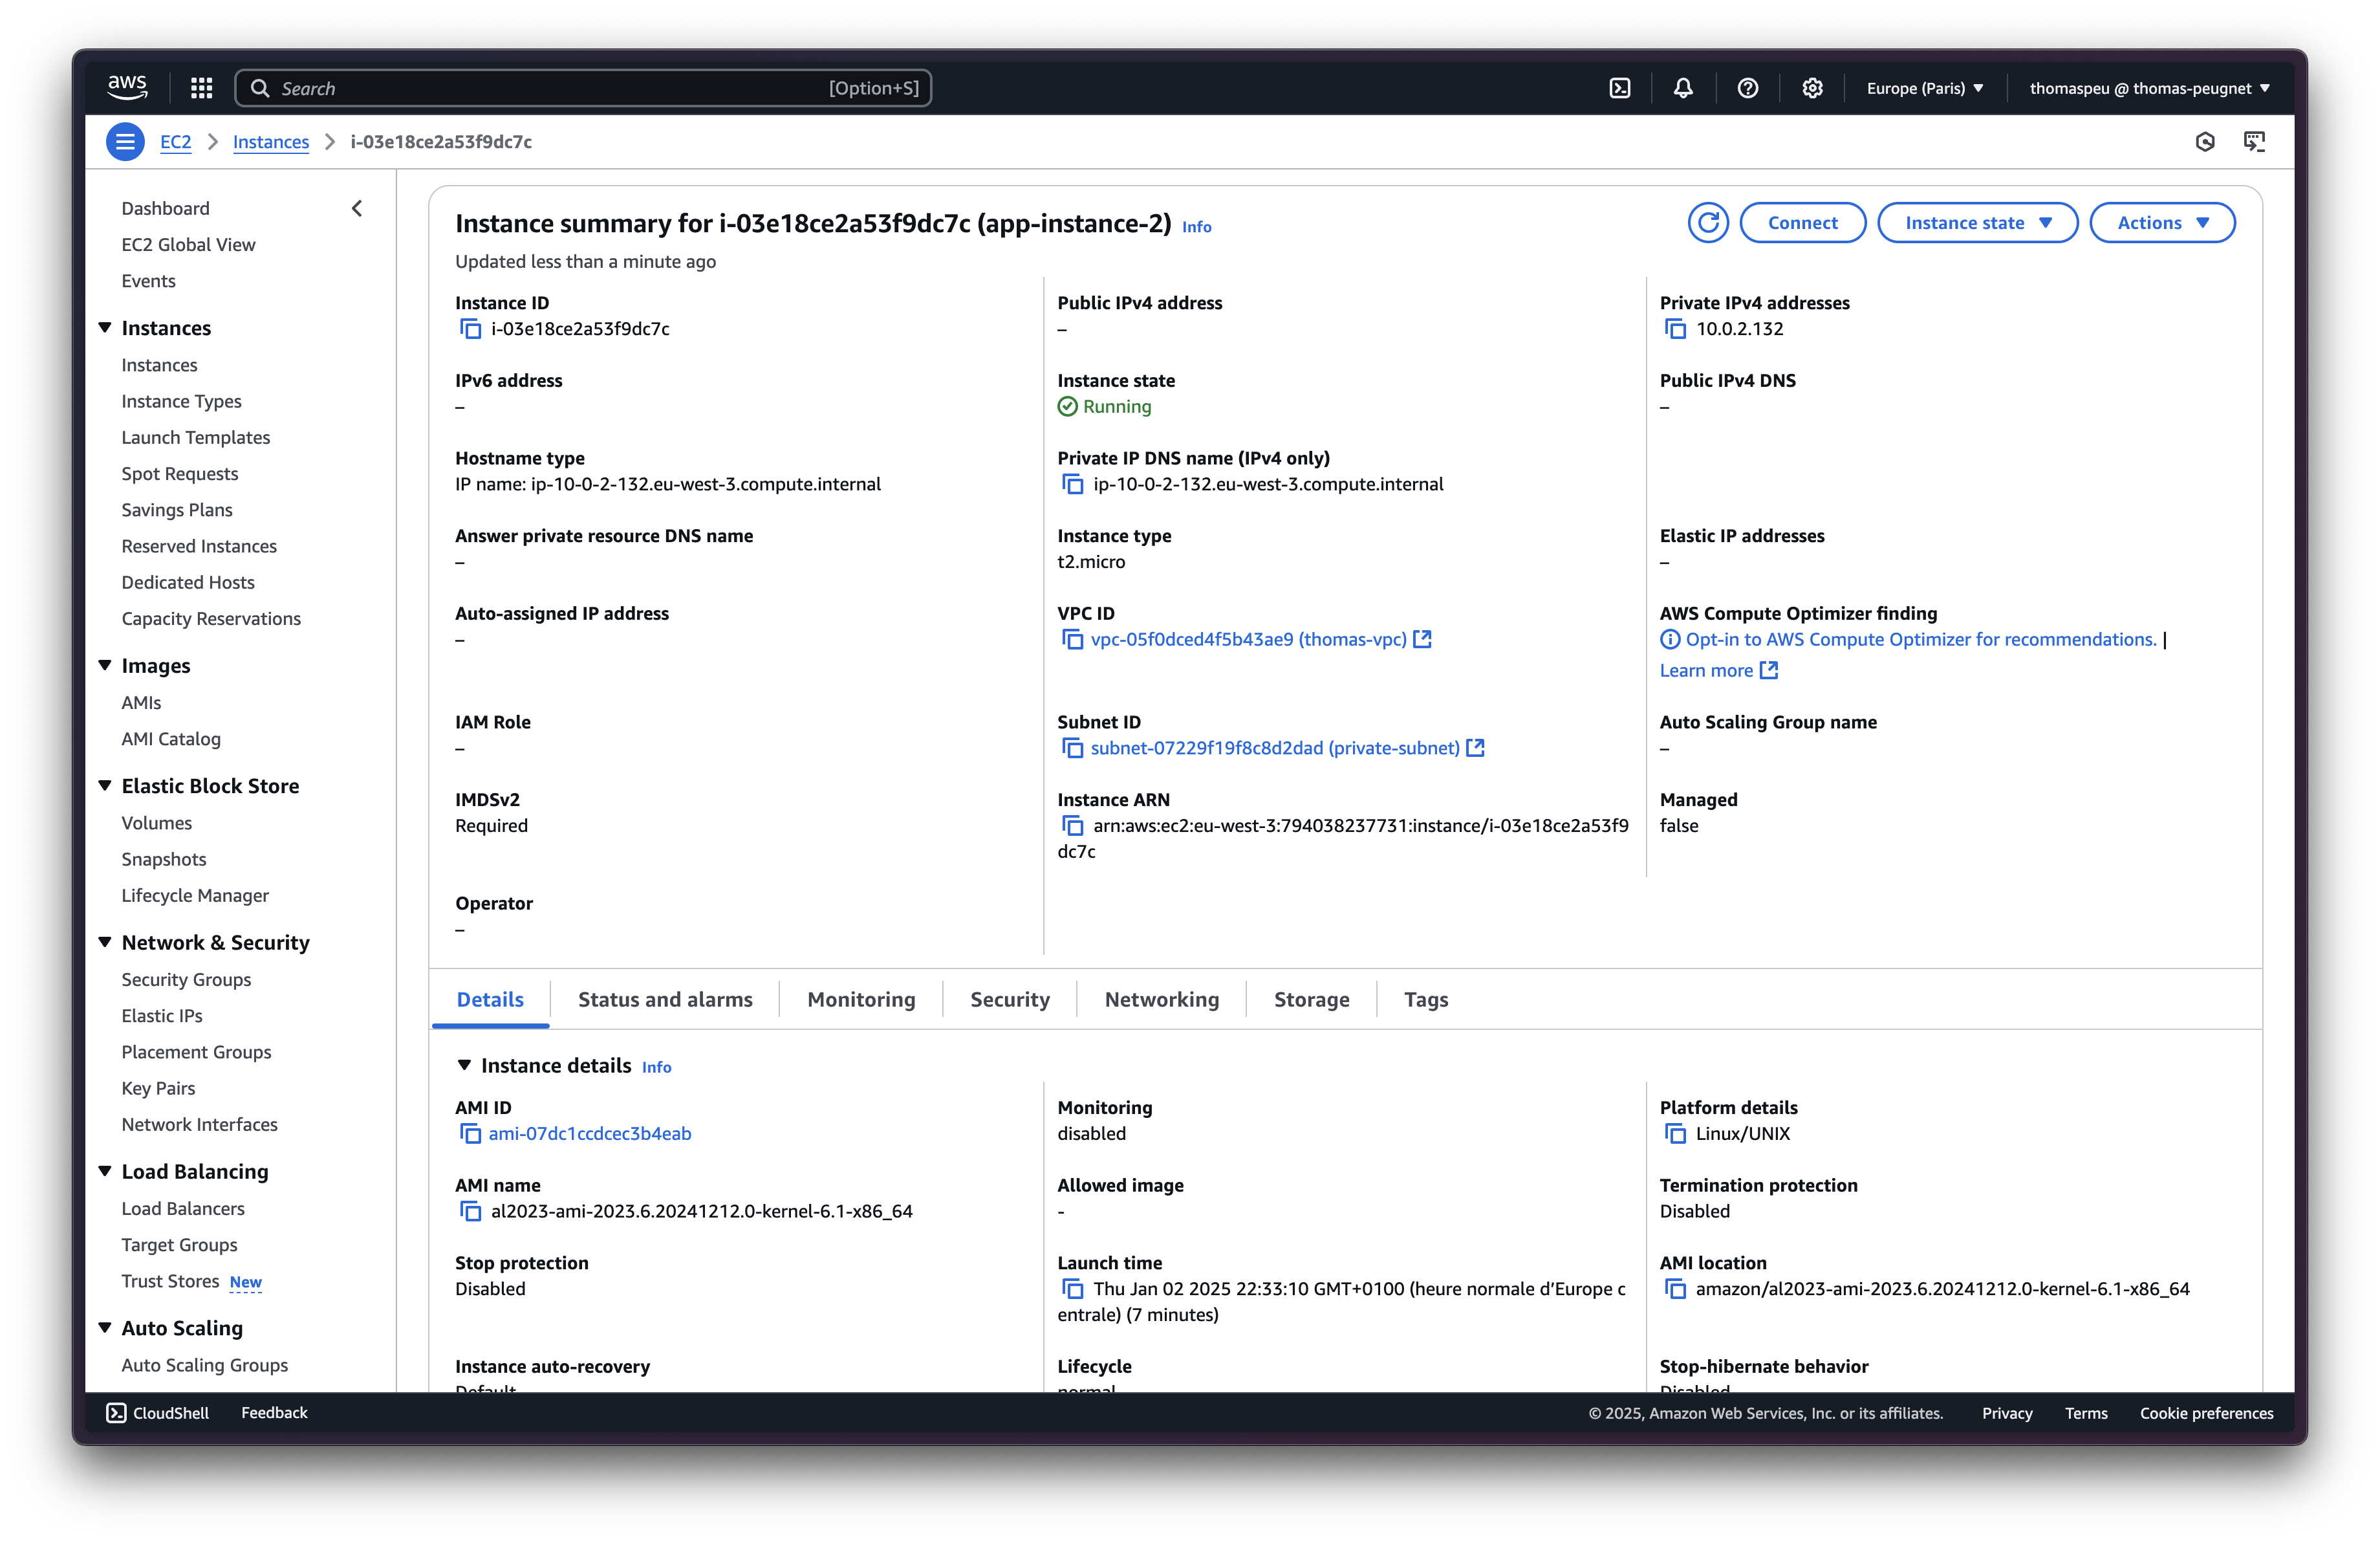 aws
Search [Option+S]
Europe (Paris)
thomaspeu @ thomas-peugnet
EC2 Instances i-03e18ce2a53f9dc7c
Dashboard
EC2 Global View
Events
Instances
Instances
Instance Types
Launch Templates
Spot Requests
Savings Plans
Reserved Instances
Dedicated Hosts
Capacity Reservations
Images
AMIs
AMI Catalog
Elastic Block Store
Volumes
Snapshots
Lifecycle Manager
Network & Security
Security Groups
Elastic IPs
Placement Groups
Key Pairs
Network Interfaces
Load Balancing
Load Balancers
Target Groups
Trust Stores New
Auto Scaling
Auto Scaling Groups
Instance summary for i-03e18ce2a53f9dc7c (app-instance-2) Info
Connect
Instance state
Actions
Updated less than a minute ago
Instance ID
i-03e18ce2a53f9dc7c
Public IPv4 address
–
Private IPv4 addresses
10.0.2.132
IPv6 address
–
Instance state
Running
Public IPv4 DNS
–
Hostname type
IP name: ip-10-0-2-132.eu-west-3.compute.internal
Private IP DNS name (IPv4 only)
ip-10-0-2-132.eu-west-3.compute.internal
Answer private resource DNS name
–
Instance type
t2.micro
Elastic IP addresses
–
Auto-assigned IP address
–
VPC ID
vpc-05f0dced4f5b43ae9 (thomas-vpc)
AWS Compute Optimizer finding
Opt-in to AWS Compute Optimizer for recommendations. |
Learn more
IAM Role
–
Subnet ID
subnet-07229f19f8c8d2dad (private-subnet)
Auto Scaling Group name
–
IMDSv2
Required
Instance ARN
arn:aws:ec2:eu-west-3:794038237731:instance/i-03e18ce2a53f9
dc7c
Managed
false
Operator
–
Details
Status and alarms
Monitoring
Security
Networking
Storage
Tags
Instance details Info
AMI ID
ami-07dc1ccdcec3b4eab
Monitoring
disabled
Platform details
Linux/UNIX
AMI name
al2023-ami-2023.6.20241212.0-kernel-6.1-x86_64
Allowed image
-
Termination protection
Disabled
Stop protection
Disabled
Launch time
Thu Jan 02 2025 22:33:10 GMT+0100 (heure normale d’Europe c
entrale) (7 minutes)
AMI location
amazon/al2023-ami-2023.6.20241212.0-kernel-6.1-x86_64
Instance auto-recovery
Default
Lifecycle
normal
Stop-hibernate behavior
Disabled
CloudShell
Feedback
© 2025, Amazon Web Services, Inc. or its affiliates.
Privacy
Terms
Cookie preferences